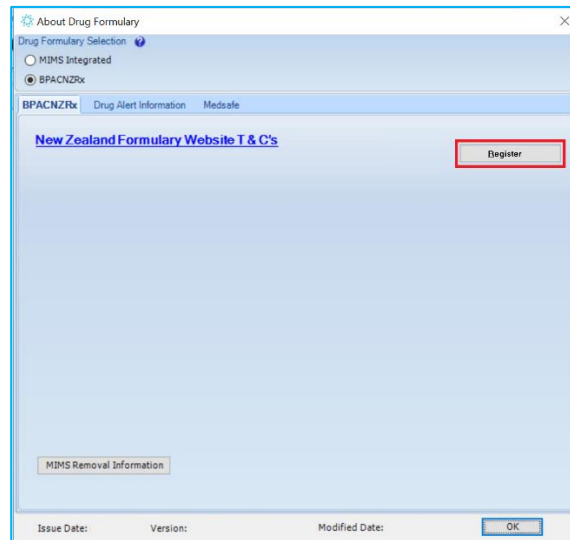 About Drug Formulary
Drug Formulary Selection ?
MIMS Integrated
BPACNZRx
BPACNZRx Drug Alert Information Medsafe
New Zealand Formulary Website T & C's
Register
MIMS Removal Information
Issue Date: Version: Modified Date: OK